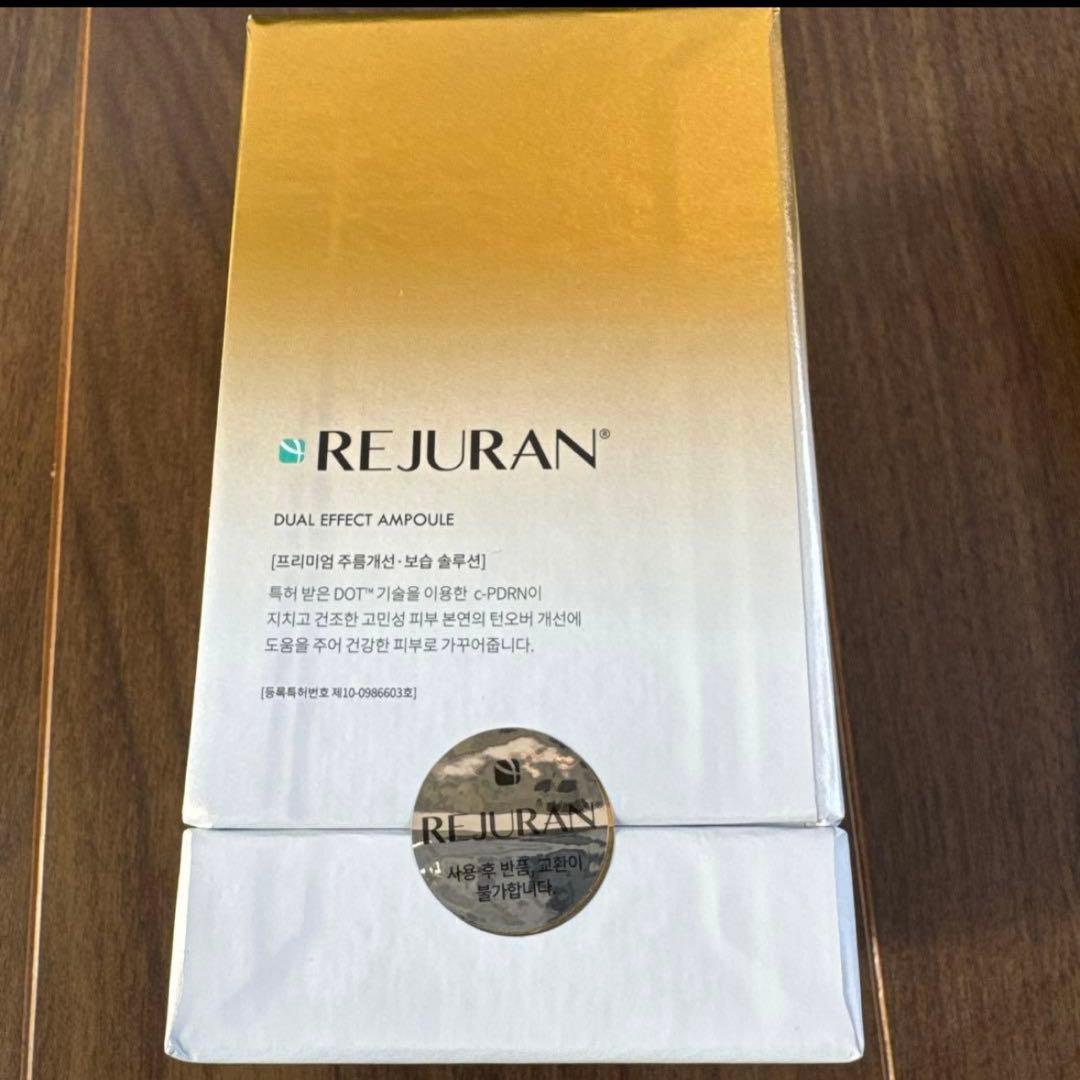 REJURAN®
DUAL EFFECT AMPOULE
[프리미엄 주름개선·보습 솔루션]
특허 받은 DOT™ 기술을 이용한 c-PDRN이
지치고 건조한 고민성 피부 본연의 턴오버 개선에
도움을 주어 건강한 피부로 가꾸어줍니다.
[등록특허번호 제10-0986603호]
REJURAN
사용 후 반품, 교환이
불가합니다.